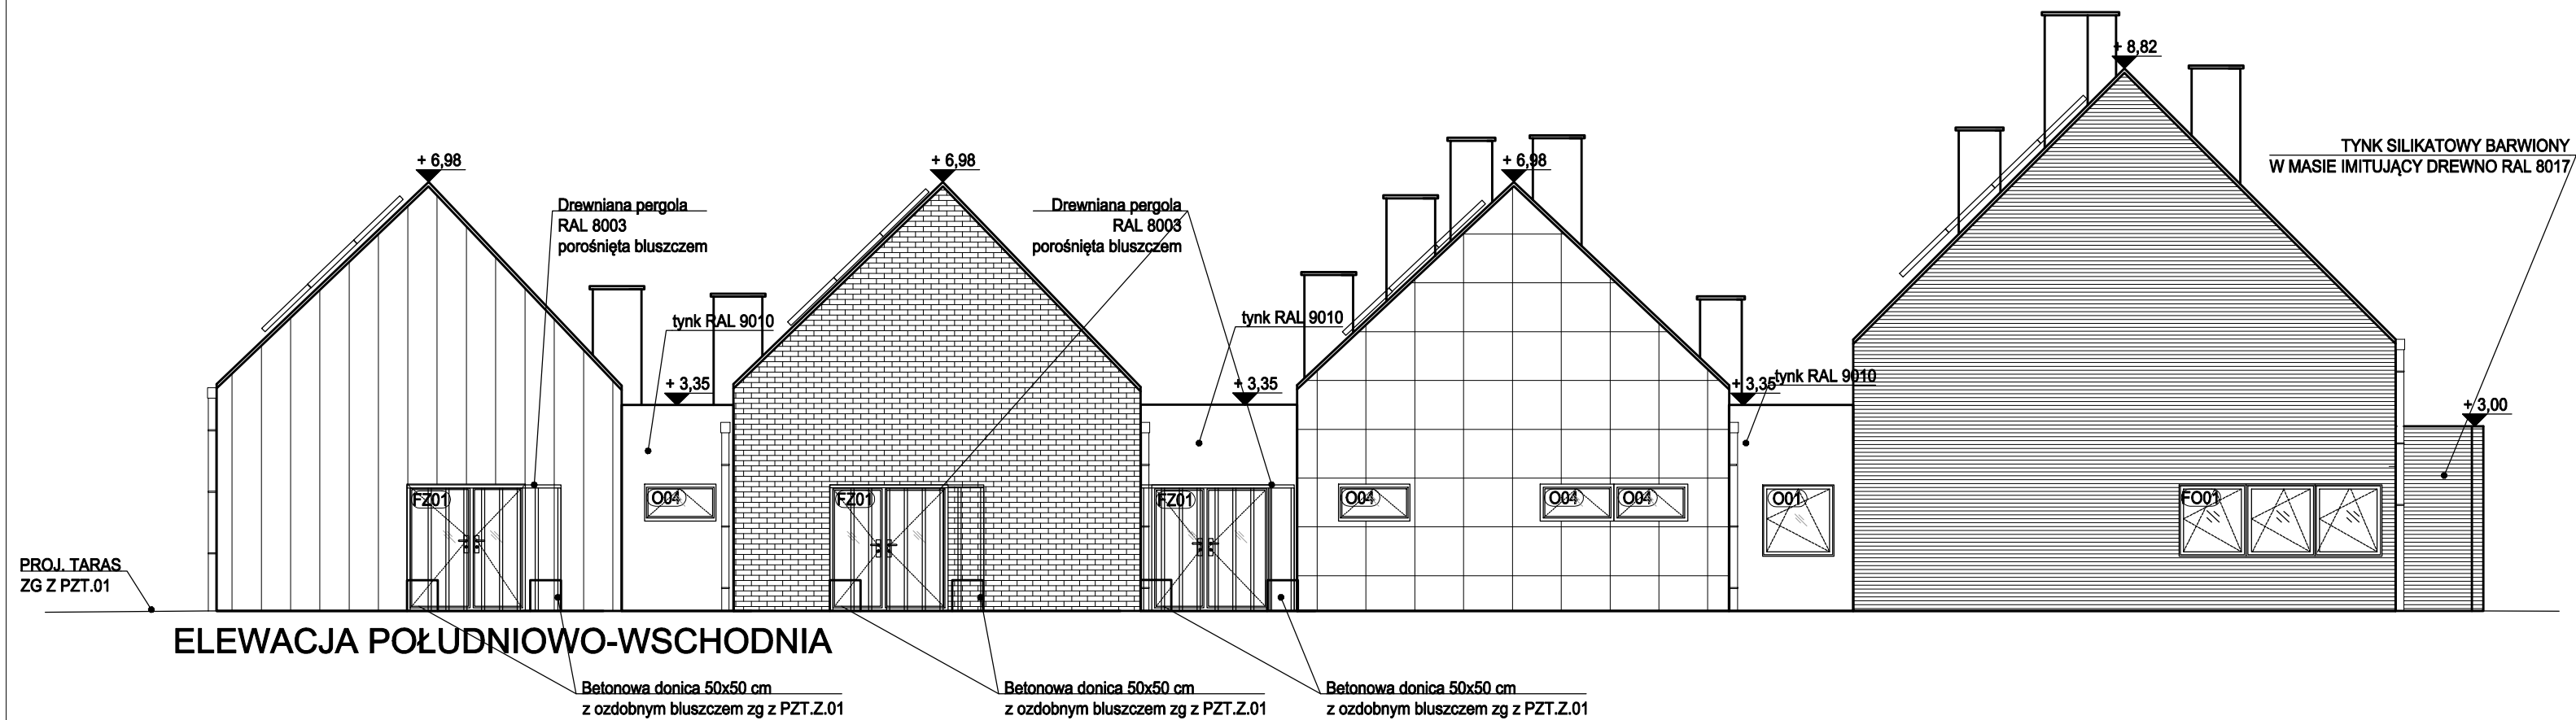 + 8,82
TYNK SILIKATOWY BARWIONY
W MASIE IMITUJĄCY DREWNO RAL 8017
+ 6,98
+ 6,98
+ 6,98
Drewniana pergola
RAL 8003
porośnięta bluszczem
Drewniana pergola
RAL 8003
porośnięta bluszczem
tynk RAL 9010
tynk RAL 9010
tynk RAL 9010
+ 3,35
+ 3,35
+ 3,35
+ 3,00
FZ01
O04
FZ01
FZ01
O04
O04
O04
O01
FO01
PROJ. TARAS
ZG Z PZT.01
ELEWACJA POŁUDNIOWO-WSCHODNIA
Betonowa donica 50x50 cm
z ozdobnym bluszczem zg z PZT.Z.01
Betonowa donica 50x50 cm
z ozdobnym bluszczem zg z PZT.Z.01
Betonowa donica 50x50 cm
z ozdobnym bluszczem zg z PZT.Z.01